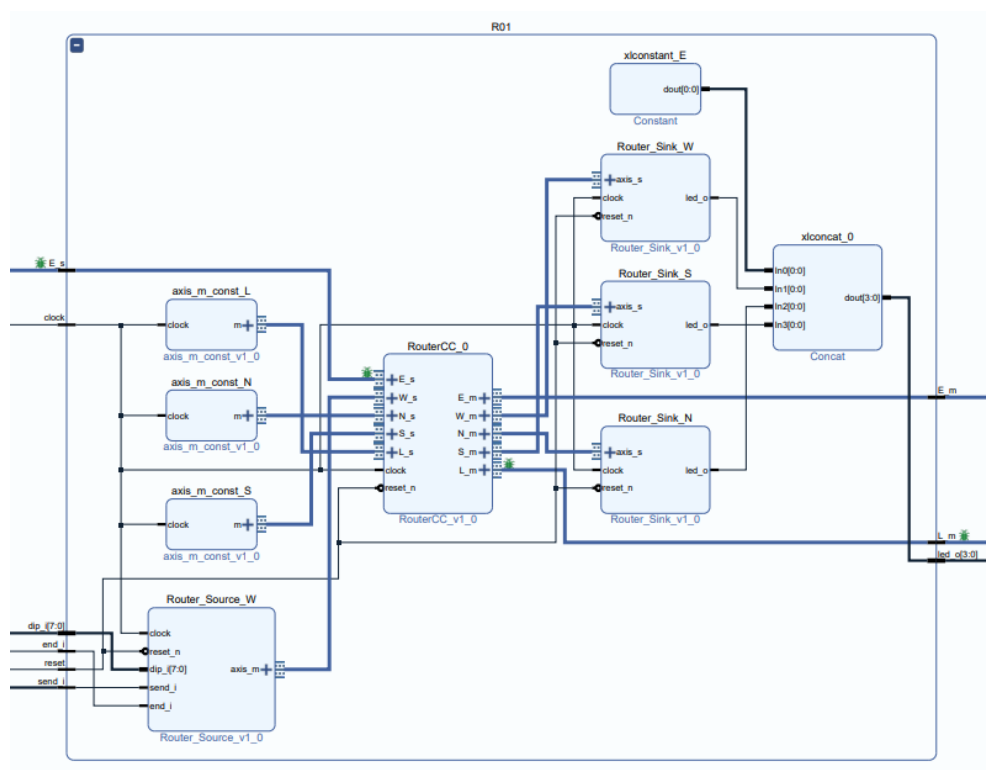 R01
xlconstant_E
dout[0:0]
Constant
Router_Sink_W
axis_s
clock
led_o
reset_n
Router_Sink_v1_0
E_s
xlconcat_0
In0[0:0]
In1[0:0]
In2[0:0]
In3[0:0]
dout[3:0]
Concat
Router_Sink_S
axis_s
clock
led_o
reset_n
Router_Sink_v1_0
axis_m_const_L
clock
clock
m
axis_m_const_v1_0
RouterCC_0
E_s
W_s
N_s
S_s
L_s
clock
reset_n
E_m
W_m
N_m
S_m
L_m
RouterCC_v1_0
E_m
axis_m_const_N
clock
m
axis_m_const_v1_0
Router_Sink_N
axis_s
clock
led_o
reset_n
Router_Sink_v1_0
axis_m_const_S
clock
m
axis_m_const_v1_0
L_m
led_o[3:0]
Router_Source_W
dip_i[7:0]
end_i
reset
send_i
clock
reset_n
dip_i[7:0]
send_i
end_i
axis_m
Router_Source_v1_0